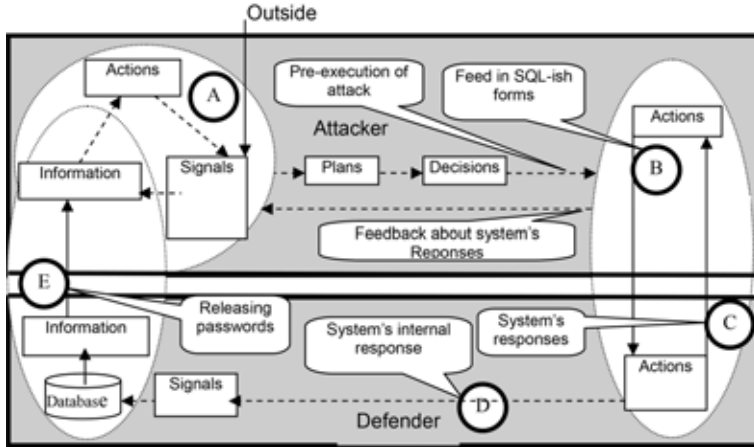 Outside
Actions
A
Pre-execution of
attack
Feed in SQL-ish
forms
Attacker
Actions
Information
Signals
Plans
Decisions
B
Feedback about system's
Reponses
E
Releasing
passwords
System's internal
response
System's
responses
C
Information
Actions
Signals
Database
D
Defender